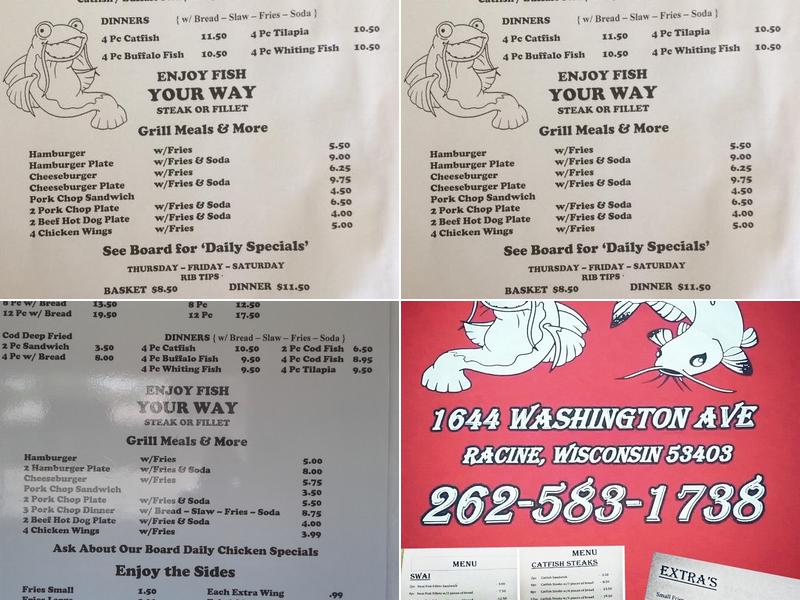 DINNERS { w/ Bread – Slaw – Fries – Soda }
4 Pc Catfish 11.50 4 Pc Tilapia 10.50
4 Pc Buffalo Fish 10.50 4 Pc Whiting Fish 10.50
ENJOY FISH
YOUR WAY
STEAK OR FILLET
Grill Meals & More
Hamburger w/Fries 5.50
Hamburger Plate w/Fries & Soda 9.00
Cheeseburger w/Fries 6.25
Cheeseburger Plate w/Fries & Soda 9.75
Pork Chop Sandwich 4.50
2 Pork Chop Plate w/Fries & Soda 6.50
2 Beef Hot Dog Plate w/Fries & Soda 4.00
4 Chicken Wings w/Fries 5.00
See Board for ‘Daily Specials’
THURSDAY – FRIDAY – SATURDAY
RIB TIPS
BASKET $8.50 DINNER $11.50
DINNERS { w/ Bread – Slaw – Fries – Soda }
4 Pc Catfish 11.50 4 Pc Tilapia 10.50
4 Pc Buffalo Fish 10.50 4 Pc Whiting Fish 10.50
ENJOY FISH
YOUR WAY
STEAK OR FILLET
Grill Meals & More
Hamburger w/Fries 5.50
Hamburger Plate w/Fries & Soda 9.00
Cheeseburger w/Fries 6.25
Cheeseburger Plate w/Fries & Soda 9.75
Pork Chop Sandwich 4.50
2 Pork Chop Plate w/Fries & Soda 6.50
2 Beef Hot Dog Plate w/Fries & Soda 4.00
4 Chicken Wings w/Fries 5.00
See Board for ‘Daily Specials’
THURSDAY – FRIDAY – SATURDAY
RIB TIPS
BASKET $8.50 DINNER $11.50
8 Pc w/ Bread 13.50 8 Pc 12.50
12 Pc w/ Bread 19.50 12 Pc 17.50
Cod Deep Fried
2 Pc Sandwich 3.50
4 Pc w/ Bread 8.00
DINNERS { w/ Bread – Slaw – Fries – Soda }
4 Pc Catfish 10.50 2 Pc Cod Fish 6.50
4 Pc Buffalo Fish 9.50 4 Pc Cod Fish 8.95
4 Pc Whiting Fish 9.50 4 Pc Tilapia 9.50
ENJOY FISH
YOUR WAY
STEAK OR FILLET
Grill Meals & More
Hamburger w/Fries 5.00
2 Hamburger Plate w/Fries & Soda 8.00
Cheeseburger w/Fries 5.75
Pork Chop Sandwich 3.50
2 Pork Chop Plate w/Fries & Soda 5.50
3 Pork Chop Dinner w/ Bread – Slaw – Fries – Soda 8.75
2 Beef Hot Dog Plate w/Fries & Soda 4.00
4 Chicken Wings w/Fries 3.99
Ask About Our Board Daily Chicken Specials
Enjoy the Sides
Fries Small 1.50 Each Extra Wing .99
1644 WASHINGTON AVE
RACINE, WISCONSIN 53403
262-583-1738
MENU
SWAI
MENU
CATFISH STEAKS
EXTRA'S